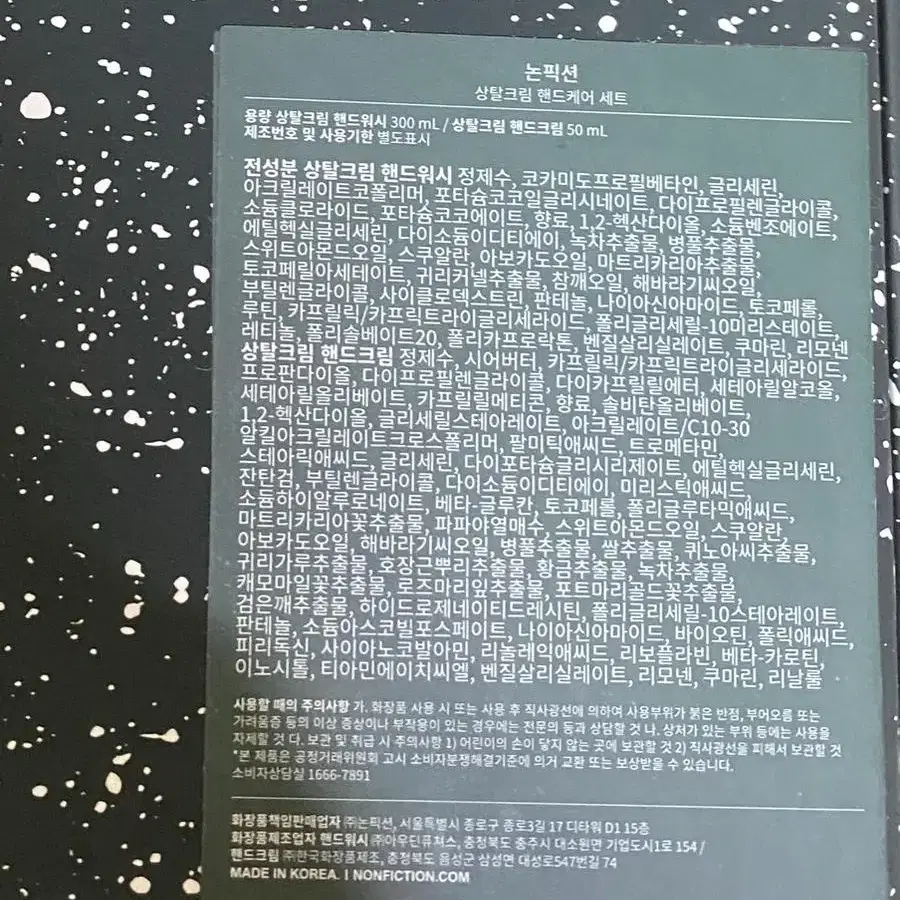 논픽션
상탈크림 핸드케어 세트
용량 상탈크림 핸드워시 300 mL / 상탈크림 핸드크림 50 mL
제조번호 및 사용기한 별도표시
전성분 상탈크림 핸드워시 정제수, 코카미도프로필베타인, 글리세린,
아크릴레이트코폴리머, 포타슘코코일글리시네이트, 다이프로필렌글라이콜,
소듐클로라이드, 포타슘코코에이트, 향료, 1,2-헥산다이올, 소듐벤조에이트,
에틸헥실글리세린, 다이소듐이디티에이, 녹차추출물, 병풀추출물,
스위트아몬드오일, 스쿠알란, 아보카도오일, 마트리카리아추출물,
토코페릴아세테이트, 귀리커넬추출물, 참깨오일, 해바라기씨오일,
부틸렌글라이콜, 사이클로덱스트린, 판테놀, 나이아신아마이드, 토코페롤,
루틴, 카프릴릭/카프릭트라이글리세라이드, 폴리글리세릴-10미리스테이트,
레티놀, 폴리솔베이트20, 폴리카프로락톤, 벤질살리실레이트, 쿠마린, 리모넨
상탈크림 핸드크림 정제수, 시어버터, 카프릴릭/카프릭트라이글리세라이드,
프로판다이올, 다이프로필렌글라이콜, 다이카프릴릴에터, 세테아릴알코올,
세테아릴올리베이트, 카프릴릴메티콘, 향료, 솔비탄올리베이트,
1,2-헥산다이올, 글리세릴스테아레이트, 아크릴레이트/C10-30
알킬아크릴레이트크로스폴리머, 팔미틱애씨드, 트로메타민,
스테아릭애씨드, 글리세린, 다이포타슘글리시리제이트, 에틸헥실글리세린,
잔탄검, 부틸렌글라이콜, 다이소듐이디티에이, 미리스틱애씨드,
소듐하이알루로네이트, 베타-글루칸, 토코페롤, 폴리글루타믹애씨드,
마트리카리아꽃추출물, 파파야열매수, 스위트아몬드오일, 스쿠알란,
아보카도오일, 해바라기씨오일, 병풀추출물, 쌀추출물, 퀴노아씨추출물,
귀리가루추출물, 호장근뿌리추출물, 황금추출물, 녹차추출물,
캐모마일꽃추출물, 로즈마리잎추출물, 포트마리골드꽃추출물,
검은깨추출물, 하이드로제네이티드레시틴, 폴리글리세릴-10스테아레이트,
판테놀, 소듐아스코빌포스페이트, 나이아신아마이드, 바이오틴, 폴릭애씨드,
피리독신, 사이아노코발아민, 리놀레익애씨드, 리보플라빈, 베타-카로틴,
이노시톨, 티아민에이치씨엘, 벤질살리실레이트, 리모넨, 쿠마린, 리날룰
사용할 때의 주의사항 가. 화장품 사용 시 또는 사용 후 직사광선에 의하여 사용부위가 붉은 반점, 부어오름 또는
가려움증 등의 이상 증상이나 부작용이 있는 경우에는 전문의 등과 상담할 것 나. 상처가 있는 부위 등에는 사용을
자제할 것 다. 보관 및 취급 시 주의사항 1) 어린이의 손이 닿지 않는 곳에 보관할 것 2) 직사광선을 피해서 보관할 것
*본 제품은 공정거래위원회 고시 소비자분쟁해결기준에 의거 교환 또는 보상받을 수 있습니다.
소비자상담실 1666-7891
화장품책임판매업자 ㈜논픽션, 서울특별시 종로구 종로3길 17 디타워 D1 15층
화장품제조업자 핸드워시 ㈜아우딘퓨쳐스, 충청북도 충주시 대소원면 기업도시1로 154 /
핸드크림 ㈜한국화장품제조, 충청북도 음성군 삼성면 대성로547번길 74
MADE IN KOREA. I NONFICTION.COM